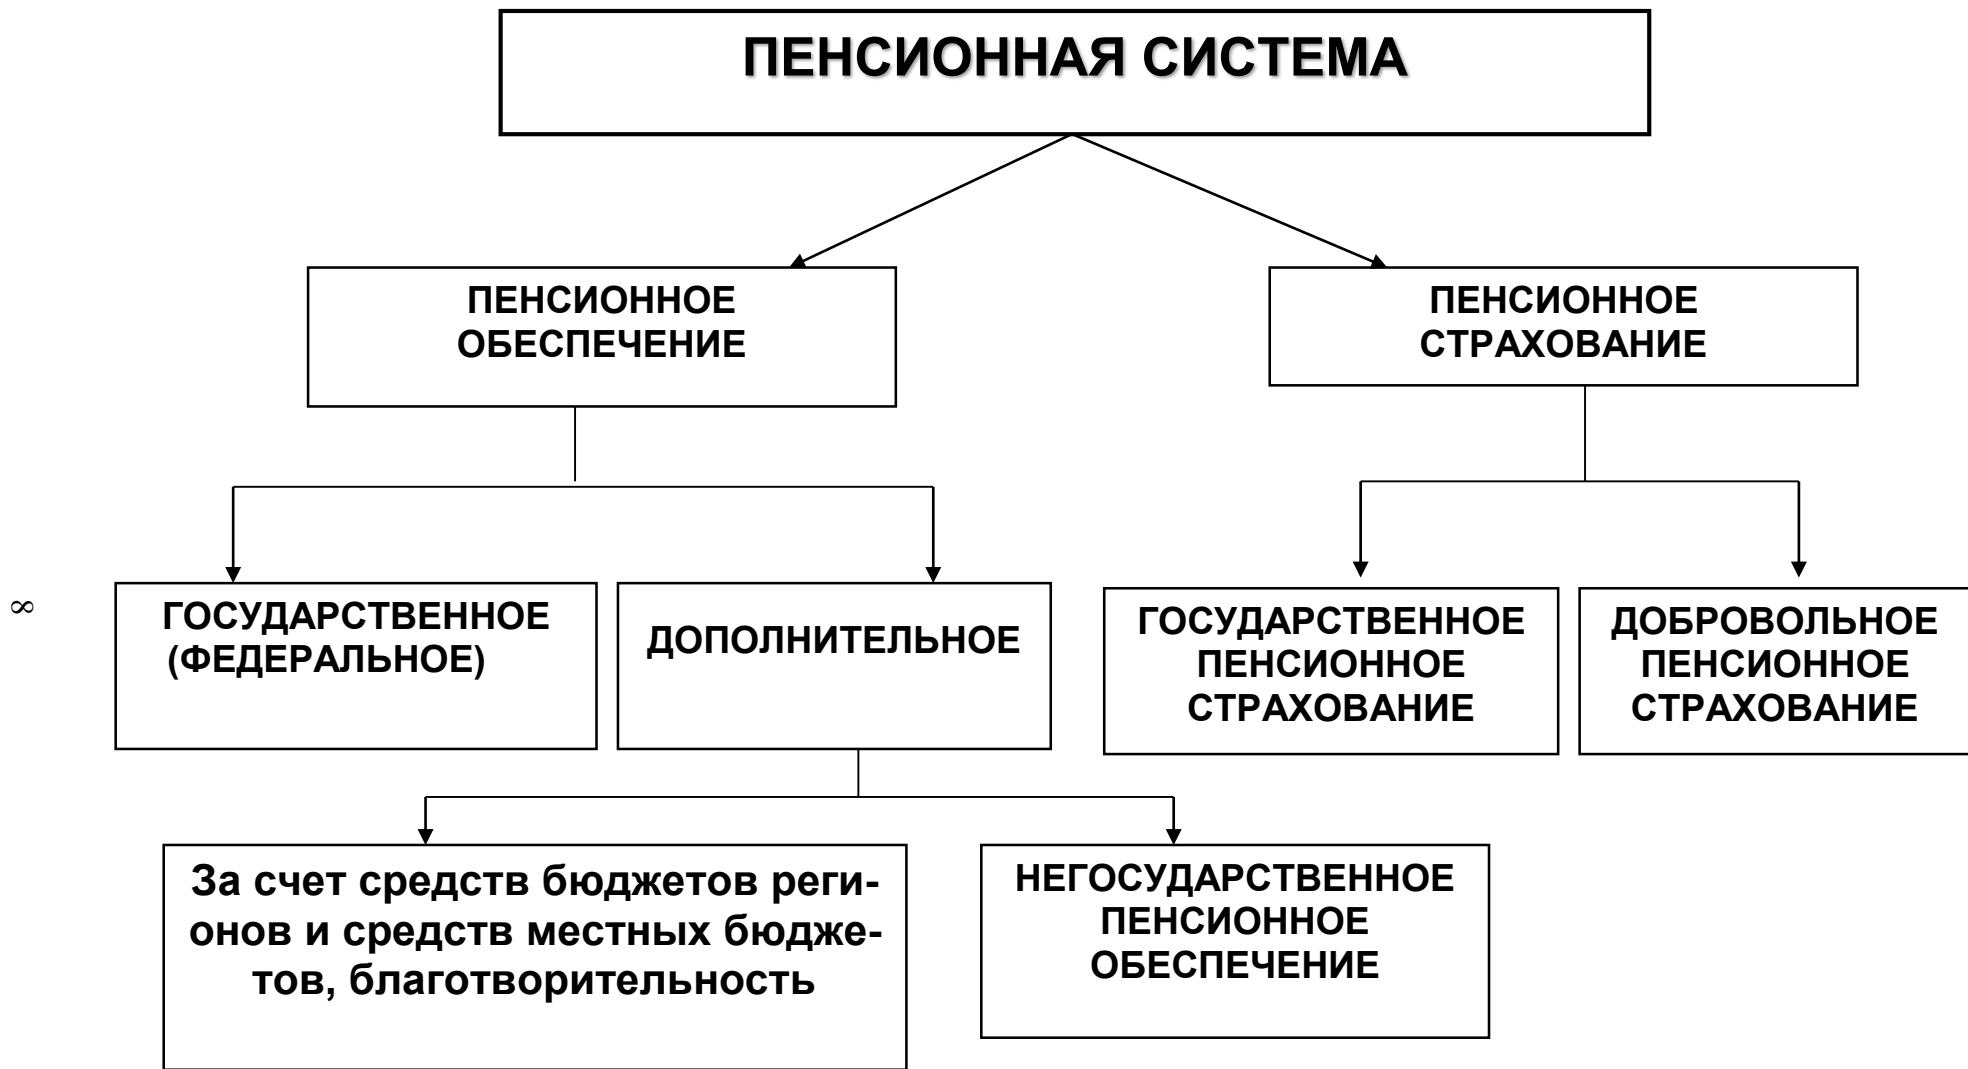 ПЕНСИОННАЯ СИСТЕМА
ПЕНСИОННОЕ
ОБЕСПЕЧЕНИЕ
ПЕНСИОННОЕ
СТРАХОВАНИЕ
∞
ГОСУДАРСТВЕННОЕ
(ФЕДЕРАЛЬНОЕ)
ДОПОЛНИТЕЛЬНОЕ
ГОСУДАРСТВЕННОЕ
ПЕНСИОННОЕ
СТРАХОВАНИЕ
ДОБРОВОЛЬНОЕ
ПЕНСИОННОЕ
СТРАХОВАНИЕ
За счет средств бюджетов реги-
онов и средств местных бюдже-
тов, благотворительность
НЕГОСУДАРСТВЕННОЕ
ПЕНСИОННОЕ
ОБЕСПЕЧЕНИЕ